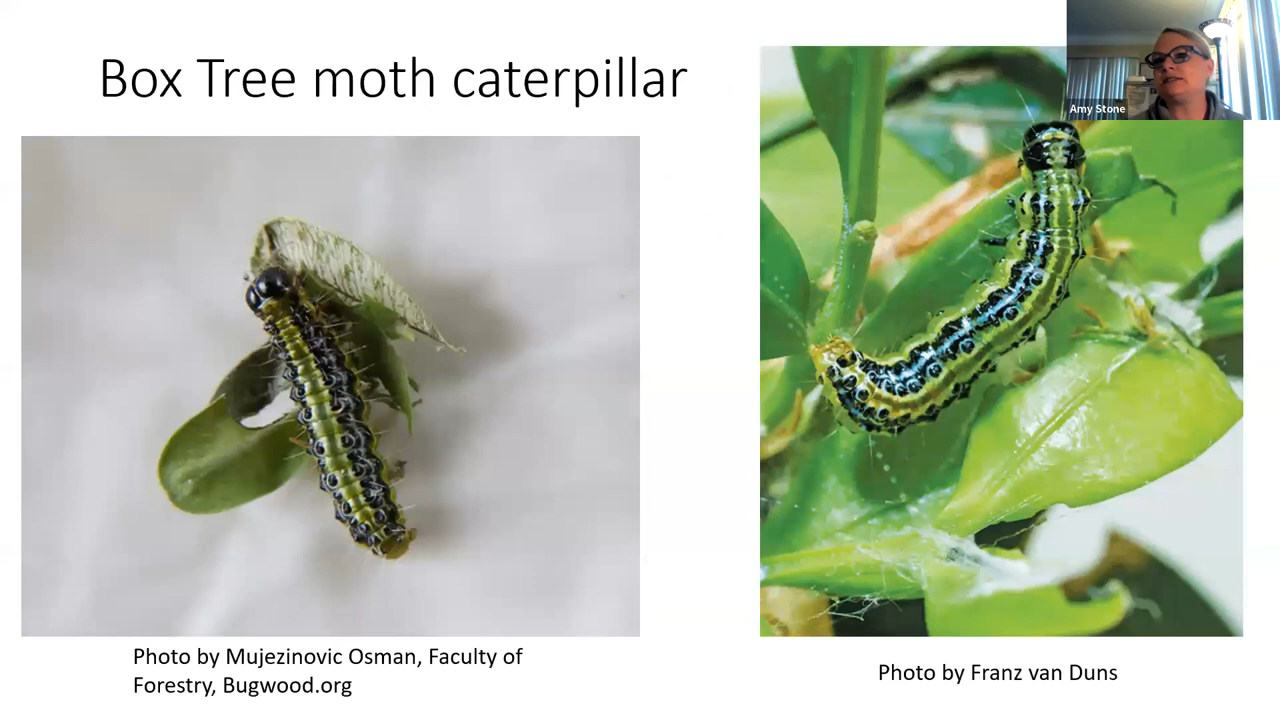 Box Tree moth caterpillar
Amy Stone
Photo by Mujezinovic Osman, Faculty of
Forestry, Bugwood.org
Photo by Franz van Duns